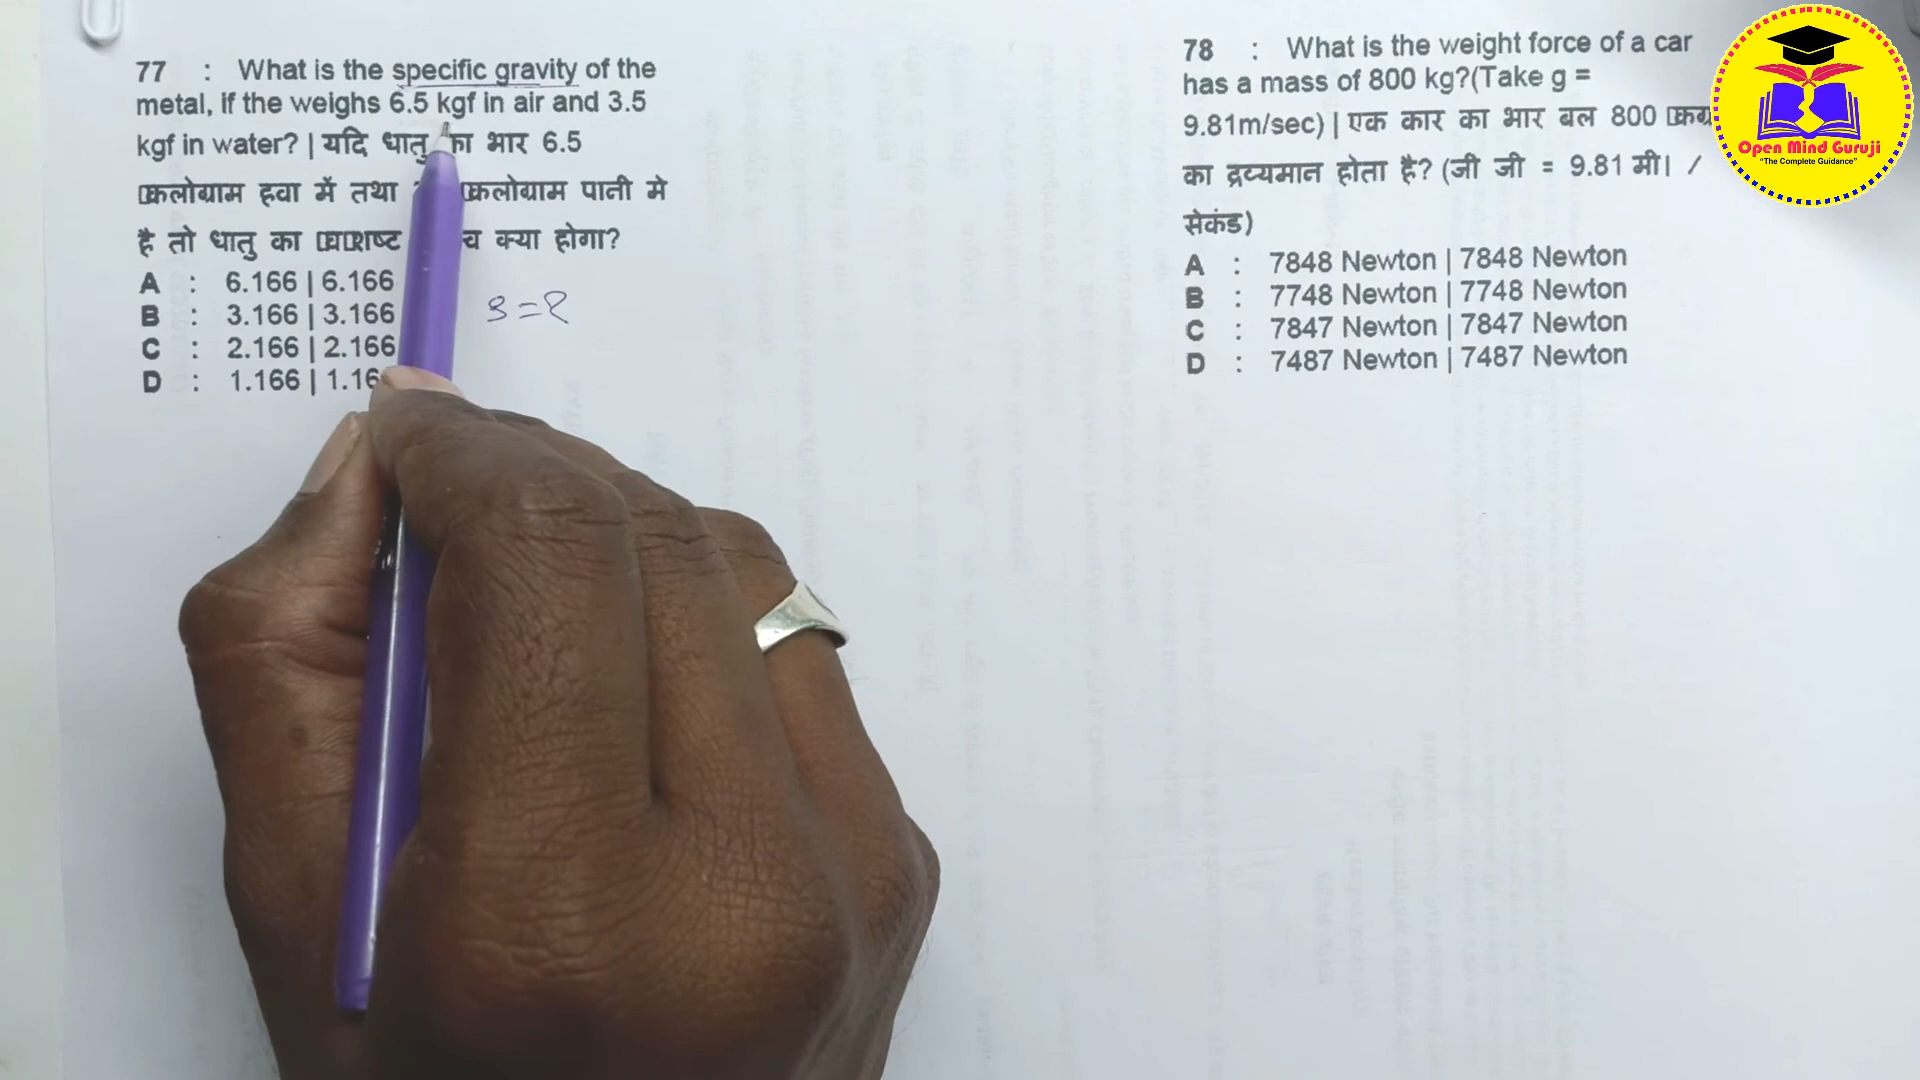 77 : What is the specific gravity of the
metal, if the weighs 6.5 kgf in air and 3.5
kgf in water? | यदि धातु का भार 6.5
हवा में तथा पानी मे
है तो धातु का क्या होगा?
A : 6.166 | 6.166
B : 3.166 | 3.166
C : 2.166 | 2.166
D : 1.166 | 1.16
s = ?
78 : What is the weight force of a car
has a mass of 800 kg?(Take g =
9.81m/sec) | एक कार का भार बल 800
का द्रव्यमान होता है? (जी जी = 9.81 मी| /
सेकंड)
A : 7848 Newton | 7848 Newton
B : 7748 Newton | 7748 Newton
C : 7847 Newton | 7847 Newton
D : 7487 Newton | 7487 Newton
Open Mind Guruji
"The Complete Guidance"